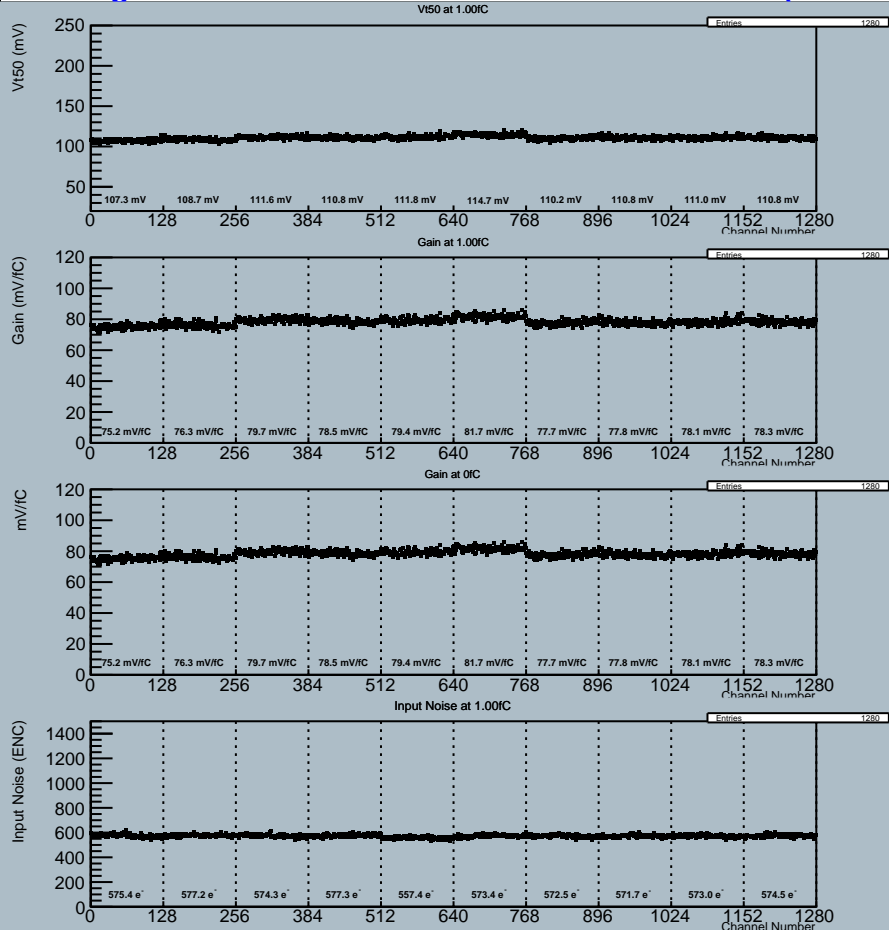 Vt50 at 1.00fC
Entries 1280
Vt50 (mV)
250
200
150
100
50
107.3 mV 108.7 mV 111.6 mV 110.8 mV 111.8 mV 114.7 mV 110.2 mV 110.8 mV 111.0 mV 110.8 mV
0 128 256 384 512 640 768 896 1024 1152 1280
Channel Number
Gain at 1.00fC
Entries 1280
Gain (mV/fC)
120
100
80
60
40
20
0
75.2 mV/fC 76.3 mV/fC 79.7 mV/fC 78.5 mV/fC 79.4 mV/fC 81.7 mV/fC 77.7 mV/fC 77.8 mV/fC 78.1 mV/fC 78.3 mV/fC
0 128 256 384 512 640 768 896 1024 1152 1280
Channel Number
Gain at 0fC
Entries 1280
mV/fC
120
100
80
60
40
20
0
75.2 mV/fC 76.3 mV/fC 79.7 mV/fC 78.5 mV/fC 79.4 mV/fC 81.7 mV/fC 77.7 mV/fC 77.8 mV/fC 78.1 mV/fC 78.3 mV/fC
0 128 256 384 512 640 768 896 1024 1152 1280
Channel Number
Input Noise at 1.00fC
Entries 1280
Input Noise (ENC)
1400
1200
1000
800
600
400
200
0
575.4 e⁻ 577.2 e⁻ 574.3 e⁻ 577.3 e⁻ 557.4 e⁻ 573.4 e⁻ 572.5 e⁻ 571.7 e⁻ 573.0 e⁻ 574.5 e⁻
0 128 256 384 512 640 768 896 1024 1152 1280
Channel Number